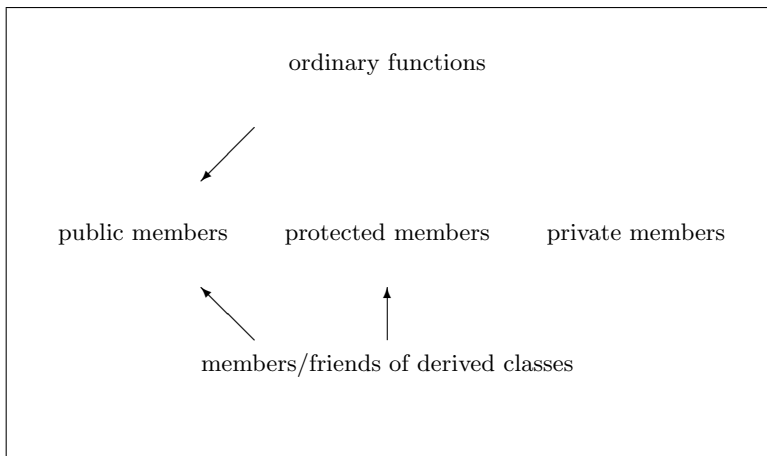 ordinary functions
public members protected members private members
members/friends of derived classes